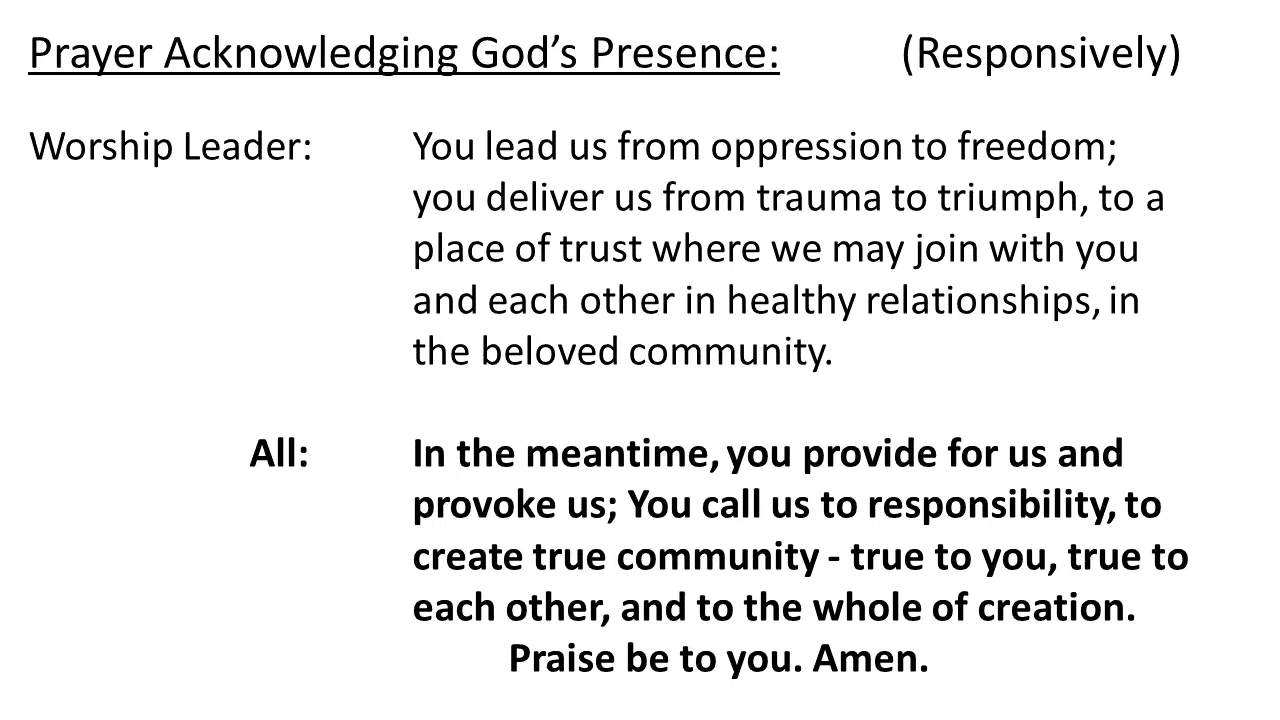 Prayer Acknowledging God’s Presence: (Responsively)
Worship Leader: You lead us from oppression to freedom;
you deliver us from trauma to triumph, to a
place of trust where we may join with you
and each other in healthy relationships, in
the beloved community.
All: In the meantime, you provide for us and
provoke us; You call us to responsibility, to
create true community - true to you, true to
each other, and to the whole of creation.
Praise be to you. Amen.